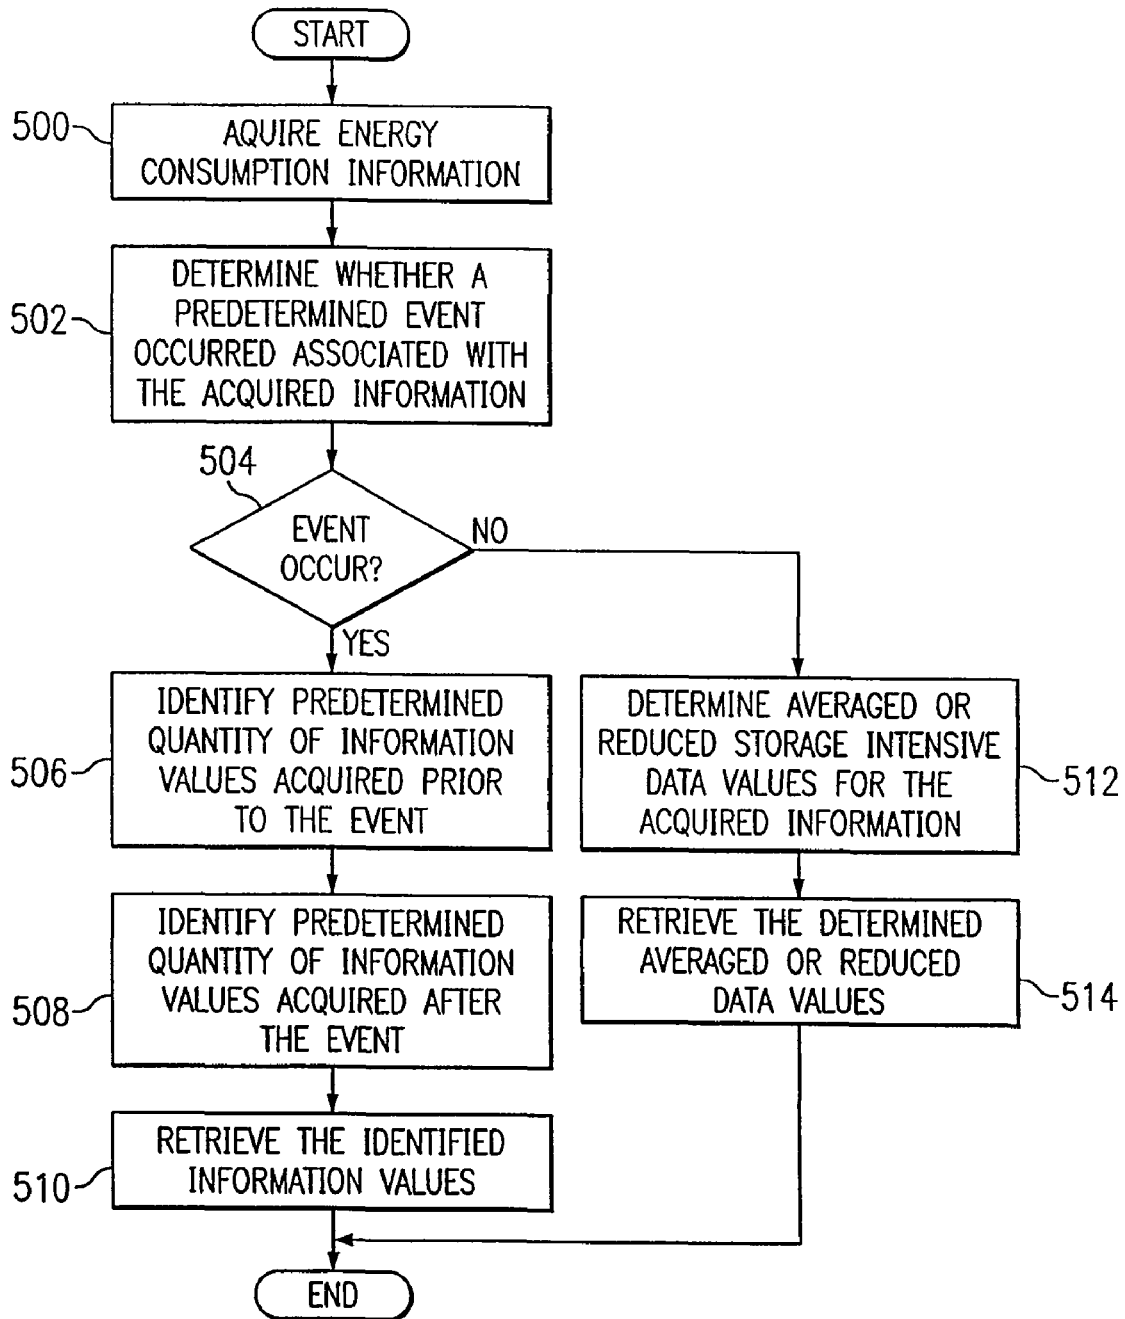 START
500
AQUIRE ENERGY
CONSUMPTION INFORMATION
502
DETERMINE WHETHER A
PREDETERMINED EVENT
OCCURRED ASSOCIATED WITH
THE ACQUIRED INFORMATION
504
EVENT
OCCUR?
NO
YES
506
IDENTIFY PREDETERMINED
QUANTITY OF INFORMATION
VALUES ACQUIRED PRIOR
TO THE EVENT
508
IDENTIFY PREDETERMINED
QUANTITY OF INFORMATION
VALUES ACQUIRED AFTER
THE EVENT
510
RETRIEVE THE IDENTIFIED
INFORMATION VALUES
DETERMINE AVERAGED OR
REDUCED STORAGE INTENSIVE
DATA VALUES FOR THE
ACQUIRED INFORMATION
512
RETRIEVE THE DETERMINED
AVERAGED OR REDUCED
DATA VALUES
514
END